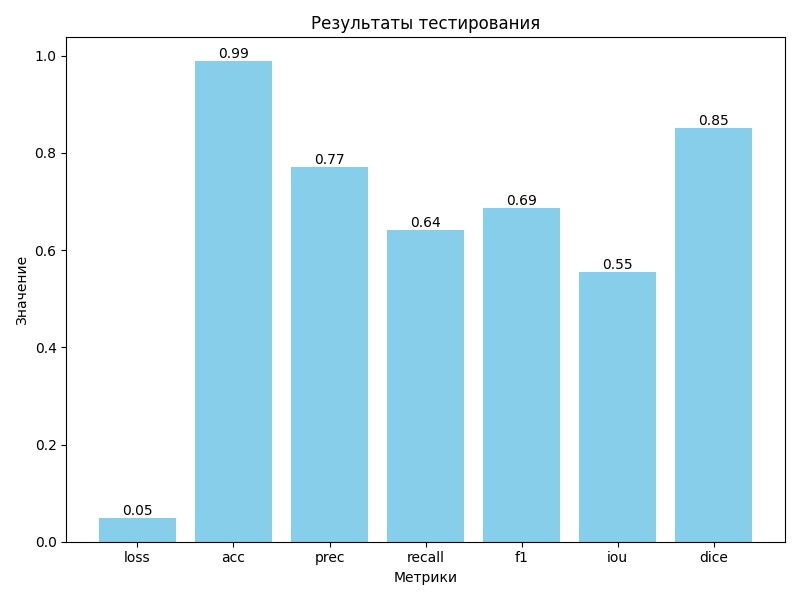 Результаты тестирования
Значение
1.0
0.8
0.6
0.4
0.2
0.0
0.05
0.99
0.77
0.64
0.69
0.55
0.85
loss
acc
prec
recall
f1
iou
dice
Метрики